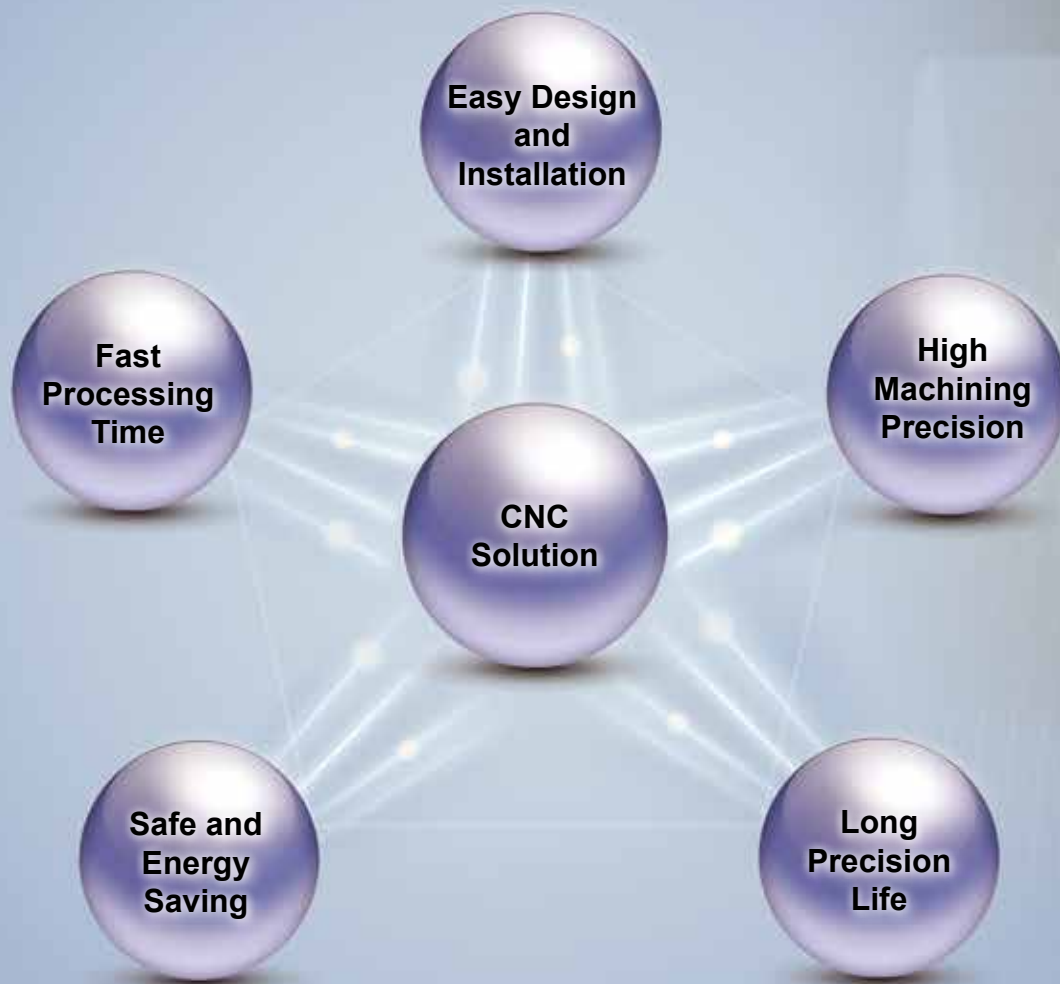 Easy Design
and
Installation
Fast
Processing
Time
High
Machining
Precision
CNC
Solution
Safe and
Energy
Saving
Long
Precision
Life